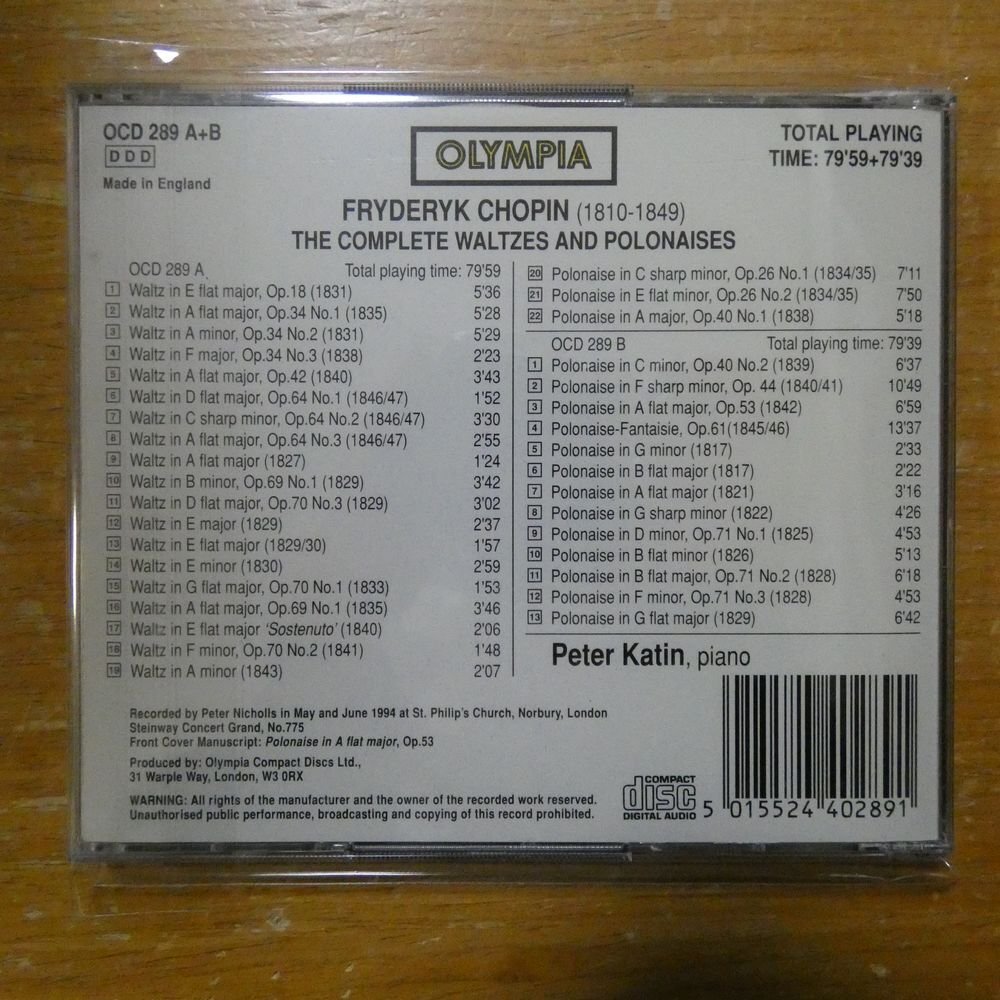 OCD 289 A+B
DDD
Made in England
OLYMPIA
TOTAL PLAYING
TIME: 79'59+79'39
FRYDERYK CHOPIN (1810-1849)
THE COMPLETE WALTZES AND POLONAISES
OCD 289 A Total playing time: 79'59
1 Waltz in E flat major, Op.18 (1831) 5'36
2 Waltz in A flat major, Op.34 No.1 (1835) 5'28
3 Waltz in A minor, Op.34 No.2 (1831) 5'29
4 Waltz in F major, Op.34 No.3 (1838) 2'23
5 Waltz in A flat major, Op.42 (1840) 3'43
6 Waltz in D flat major, Op.64 No.1 (1846/47) 1'52
7 Waltz in C sharp minor, Op.64 No.2 (1846/47) 3'30
8 Waltz in A flat major, Op.64 No.3 (1846/47) 2'55
9 Waltz in A flat major (1827) 1'24
10 Waltz in B minor, Op.69 No.1 (1829) 3'42
11 Waltz in D flat major, Op.70 No.3 (1829) 3'02
12 Waltz in E major (1829) 2'37
13 Waltz in E flat major (1829/30) 1'57
14 Waltz in E minor (1830) 2'59
15 Waltz in G flat major, Op.70 No.1 (1833) 1'53
16 Waltz in A flat major, Op.69 No.1 (1835) 3'46
17 Waltz in E flat major 'Sostenuto' (1840) 2'06
18 Waltz in F minor, Op.70 No.2 (1841) 1'48
19 Waltz in A minor (1843) 2'07
20 Polonaise in C sharp minor, Op.26 No.1 (1834/35) 7'11
21 Polonaise in E flat minor, Op.26 No.2 (1834/35) 7'50
22 Polonaise in A major, Op.40 No.1 (1838) 5'18
OCD 289 B Total playing time: 79'39
1 Polonaise in C minor, Op.40 No.2 (1839) 6'37
2 Polonaise in F sharp minor, Op. 44 (1840/41) 10'49
3 Polonaise in A flat major, Op.53 (1842) 6'59
4 Polonaise-Fantaisie, Op.61(1845/46) 13'37
5 Polonaise in G minor (1817) 2'33
6 Polonaise in B flat major (1817) 2'22
7 Polonaise in A flat major (1821) 3'16
8 Polonaise in G sharp minor (1822) 4'26
9 Polonaise in D minor, Op.71 No.1 (1825) 4'53
10 Polonaise in B flat minor (1826) 5'13
11 Polonaise in B flat major, Op.71 No.2 (1828) 6'18
12 Polonaise in F minor, Op.71 No.3 (1828) 4'53
13 Polonaise in G flat major (1829) 6'42
Peter Katin, piano
Recorded by Peter Nicholls in May and June 1994 at St. Philip's Church, Norbury, London
Steinway Concert Grand, No.775
Front Cover Manuscript: Polonaise in A flat major, Op.53
Produced by: Olympia Compact Discs Ltd.,
31 Warple Way, London, W3 0RX
WARNING: All rights of the manufacturer and the owner of the recorded work reserved.
Unauthorised public performance, broadcasting and copying of this record prohibited.
COMPACT
disc
DIGITAL AUDIO
5 015524 402891